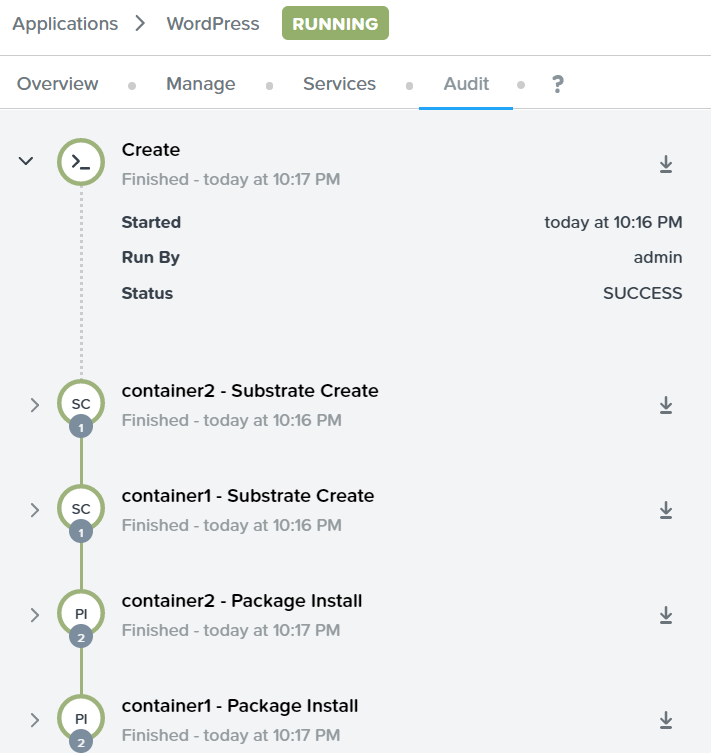 Applications > WordPress RUNNING
Overview Manage Services Audit ?
Create
Finished - today at 10:17 PM
Started today at 10:16 PM
Run By admin
Status SUCCESS
SC container2 - Substrate Create
1 Finished - today at 10:16 PM
SC container1 - Substrate Create
1 Finished - today at 10:16 PM
PI container2 - Package Install
2 Finished - today at 10:17 PM
PI container1 - Package Install
2 Finished - today at 10:17 PM